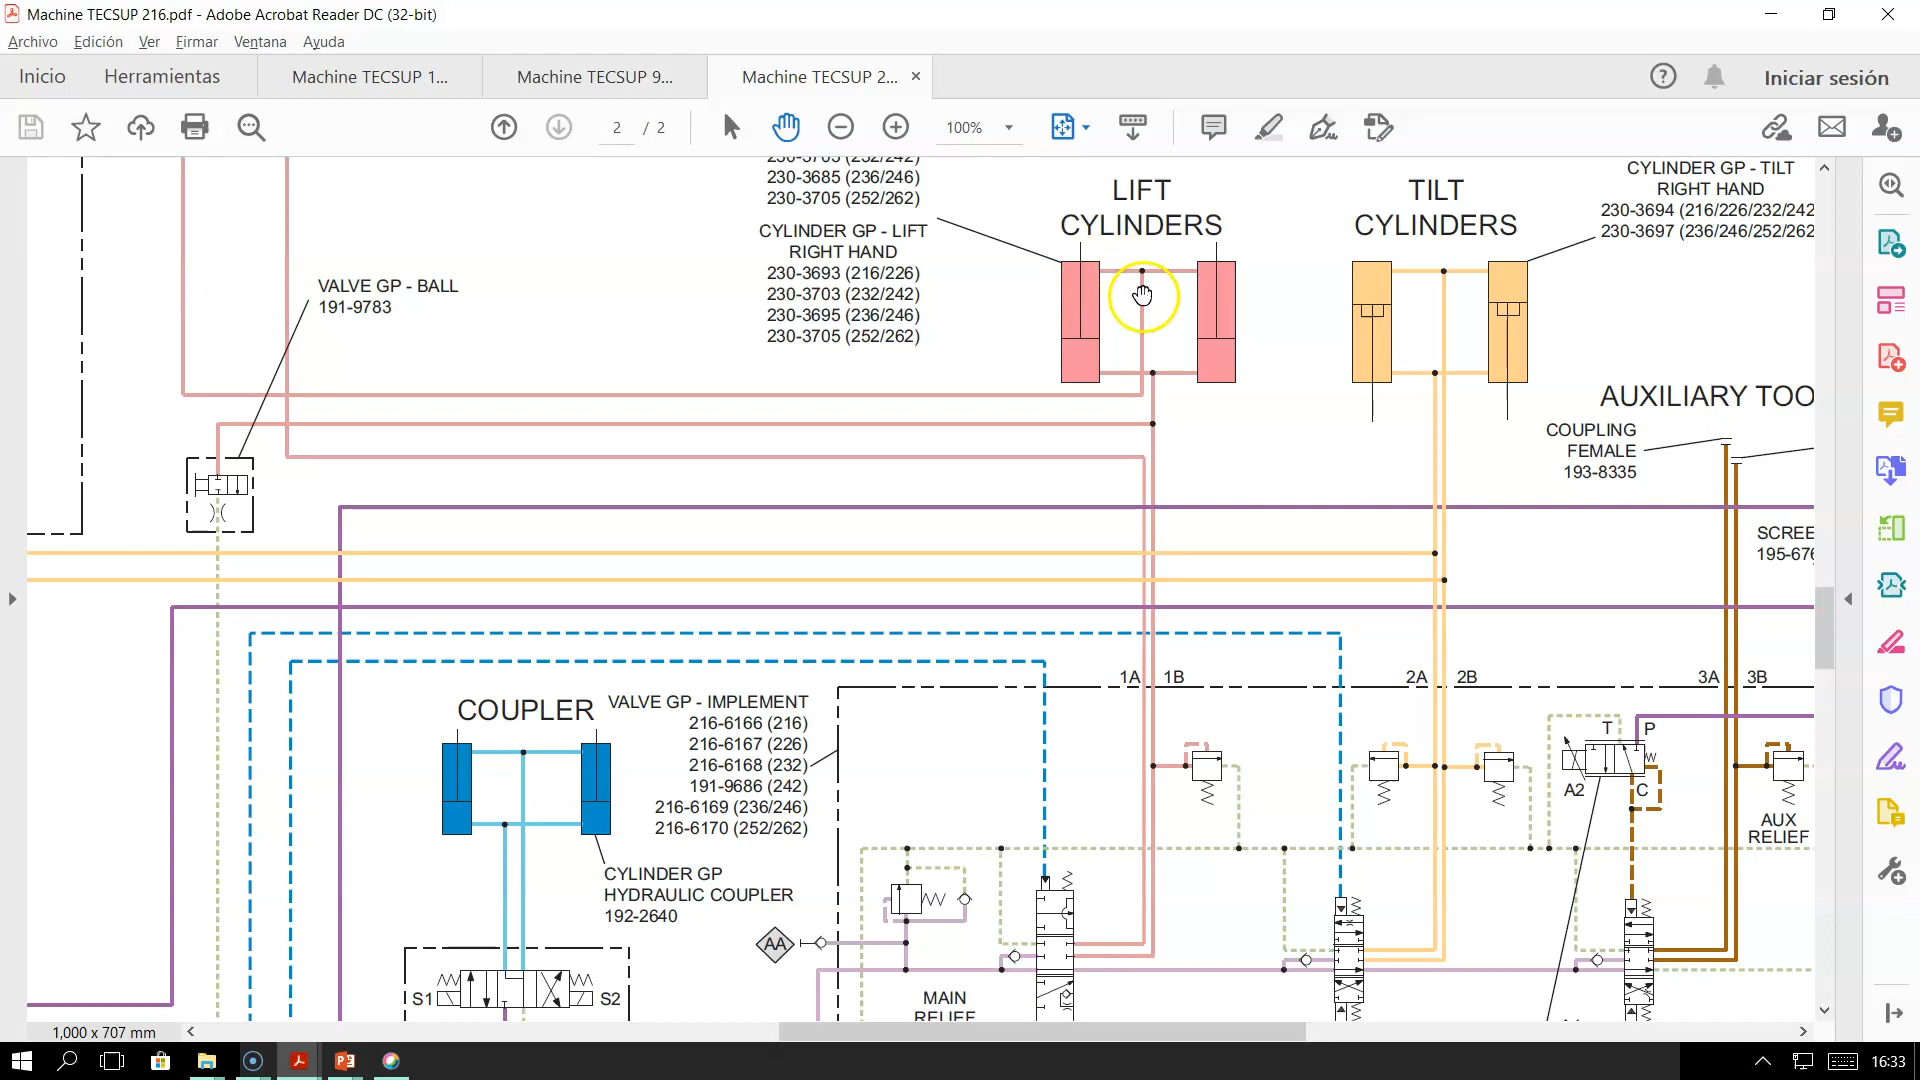 Machine TECSUP 216.pdf - Adobe Acrobat Reader DC (32-bit)
Archivo Edición Ver Firmar Ventana Ayuda
Inicio Herramientas Machine TECSUP 1... Machine TECSUP 9... Machine TECSUP 2... × Iniciar sesión
2 / 2 100%
230-3703 (232/242)
230-3685 (236/246)
230-3705 (252/262)
CYLINDER GP - LIFT
RIGHT HAND
230-3693 (216/226)
230-3703 (232/242)
230-3695 (236/246)
230-3705 (252/262)
LIFT
CYLINDERS
TILT
CYLINDERS
CYLINDER GP - TILT
RIGHT HAND
230-3694 (216/226/232/242
230-3697 (236/246/252/262
VALVE GP - BALL
191-9783
AUXILIARY TOO
COUPLING
FEMALE
193-8335
SCREE
195-676
1A 1B
2A 2B
3A 3B
COUPLER
VALVE GP - IMPLEMENT
216-6166 (216)
216-6167 (226)
216-6168 (232)
191-9686 (242)
216-6169 (236/246)
216-6170 (252/262)
T P
A2 C
AUX
RELIEF
CYLINDER GP
HYDRAULIC COUPLER
192-2640
AA
S1 S2
MAIN
RELIEF
1,000 x 707 mm
16:33